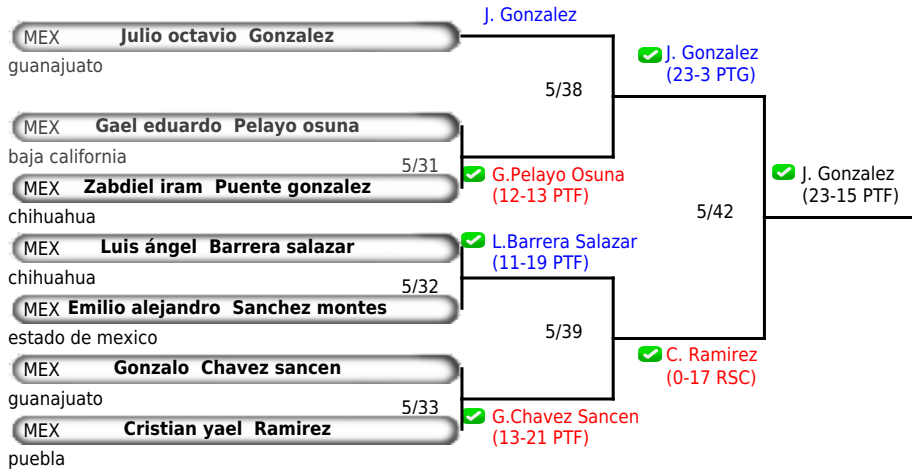 J. Gonzalez
MEX Julio octavio Gonzalez
guanajuato
J. Gonzalez
(23-3 PTG)
5/38
MEX Gael eduardo Pelayo osuna
baja california
5/31
G.Pelayo Osuna
(12-13 PTF)
MEX Zabdiel iram Puente gonzalez
chihuahua
J. Gonzalez
(23-15 PTF)
5/42
MEX Luis ángel Barrera salazar
chihuahua
L.Barrera Salazar
(11-19 PTF)
5/32
MEX Emilio alejandro Sanchez montes
estado de mexico
5/39
C. Ramirez
(0-17 RSC)
MEX Gonzalo Chavez sancen
guanajuato
5/33
G.Chavez Sancen
(13-21 PTF)
MEX Cristian yael Ramirez
puebla